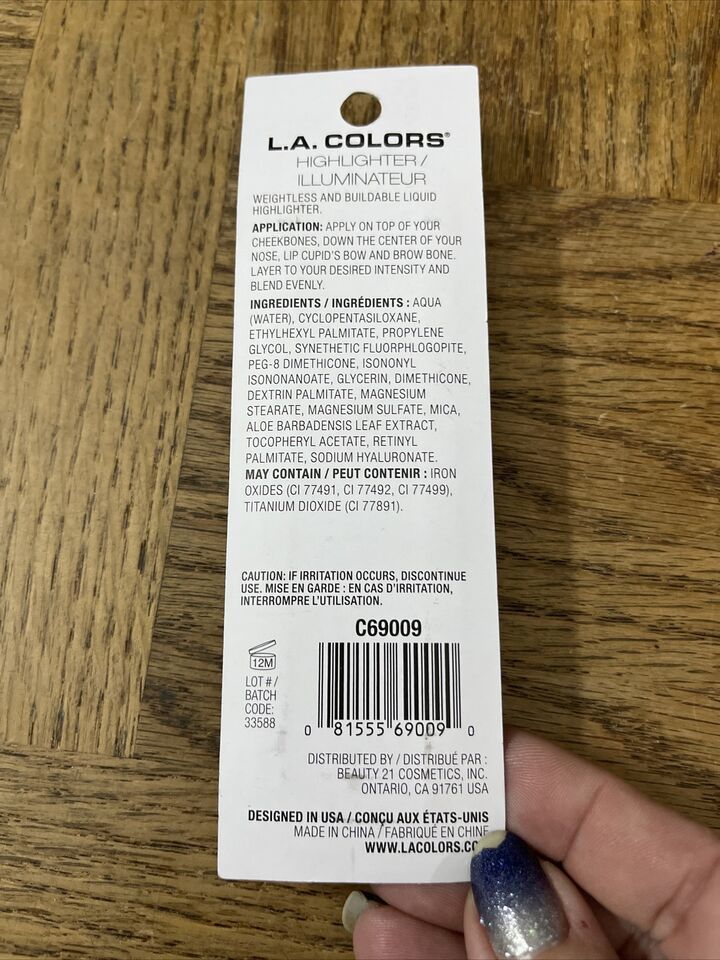 L.A. COLORS®
HIGHLIGHTER /
ILLUMINATEUR
WEIGHTLESS AND BUILDABLE LIQUID
HIGHLIGHTER.
APPLICATION: APPLY ON TOP OF YOUR
CHEEKBONES, DOWN THE CENTER OF YOUR
NOSE, LIP CUPID'S BOW AND BROW BONE.
LAYER TO YOUR DESIRED INTENSITY AND
BLEND EVENLY.
INGREDIENTS / INGRÉDIENTS : AQUA
(WATER), CYCLOPENTASILOXANE,
ETHYLHEXYL PALMITATE, PROPYLENE
GLYCOL, SYNETHETIC FLUORPHLOGOPITE,
PEG-8 DIMETHICONE, ISONONYL
ISONONANOATE, GLYCERIN, DIMETHICONE,
DEXTRIN PALMITATE, MAGNESIUM
STEARATE, MAGNESIUM SULFATE, MICA,
ALOE BARBADENSIS LEAF EXTRACT,
TOCOPHERYL ACETATE, RETINYL
PALMITATE, SODIUM HYALURONATE.
MAY CONTAIN / PEUT CONTENIR : IRON
OXIDES (CI 77491, CI 77492, CI 77499),
TITANIUM DIOXIDE (CI 77891).
CAUTION: IF IRRITATION OCCURS, DISCONTINUE
USE. MISE EN GARDE : EN CAS D'IRRITATION,
INTERROMPRE L'UTILISATION.
C69009
12M
LOT # /
BATCH
CODE:
33588
0 81555 69009 0
DISTRIBUTED BY / DISTRIBUÉ PAR :
BEAUTY 21 COSMETICS, INC.
ONTARIO, CA 91761 USA
DESIGNED IN USA / CONÇU AUX ÉTATS-UNIS
MADE IN CHINA / FABRIQUÉ EN CHINE
WWW.LACOLORS.CO